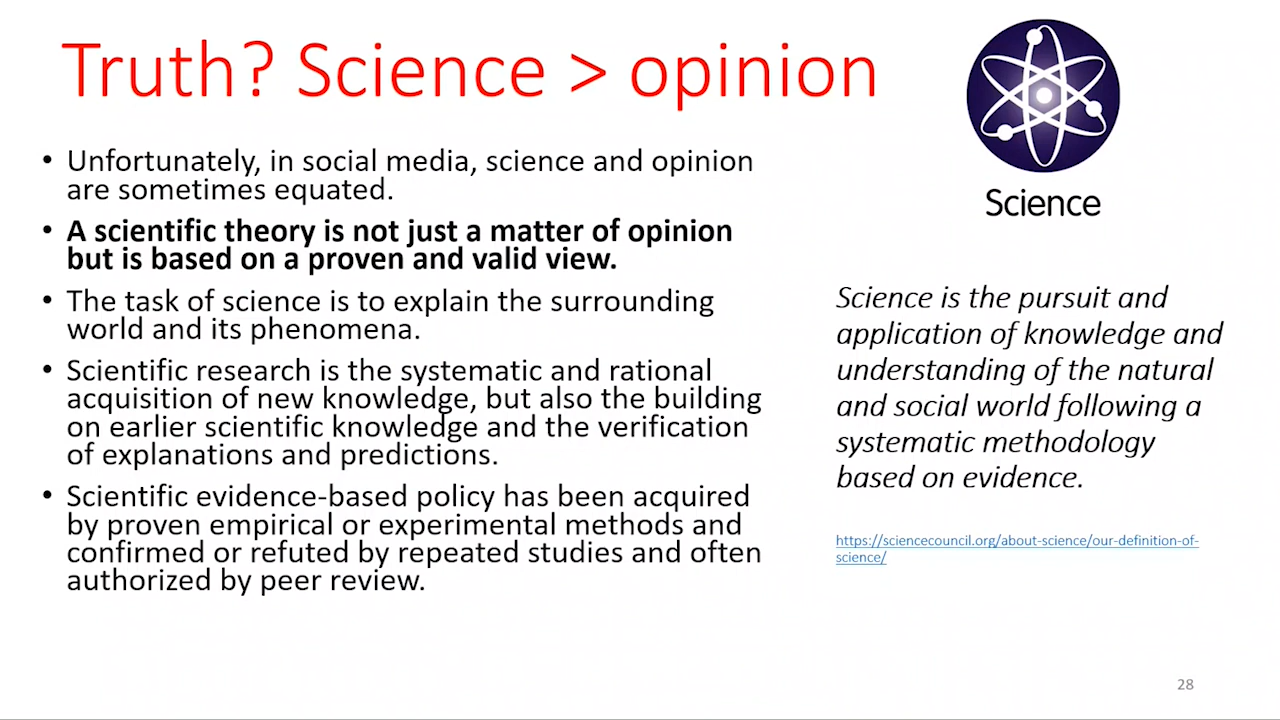 Truth? Science > opinion
• Unfortunately, in social media, science and opinion
are sometimes equated.
• A scientific theory is not just a matter of opinion
but is based on a proven and valid view.
• The task of science is to explain the surrounding
world and its phenomena.
• Scientific research is the systematic and rational
acquisition of new knowledge, but also the building
on earlier scientific knowledge and the verification
of explanations and predictions.
• Scientific evidence-based policy has been acquired
by proven empirical or experimental methods and
confirmed or refuted by repeated studies and often
authorized by peer review.
Science
Science is the pursuit and
application of knowledge and
understanding of the natural
and social world following a
systematic methodology
based on evidence.
https://sciencecouncil.org/about-science/our-definition-of-
science/
28